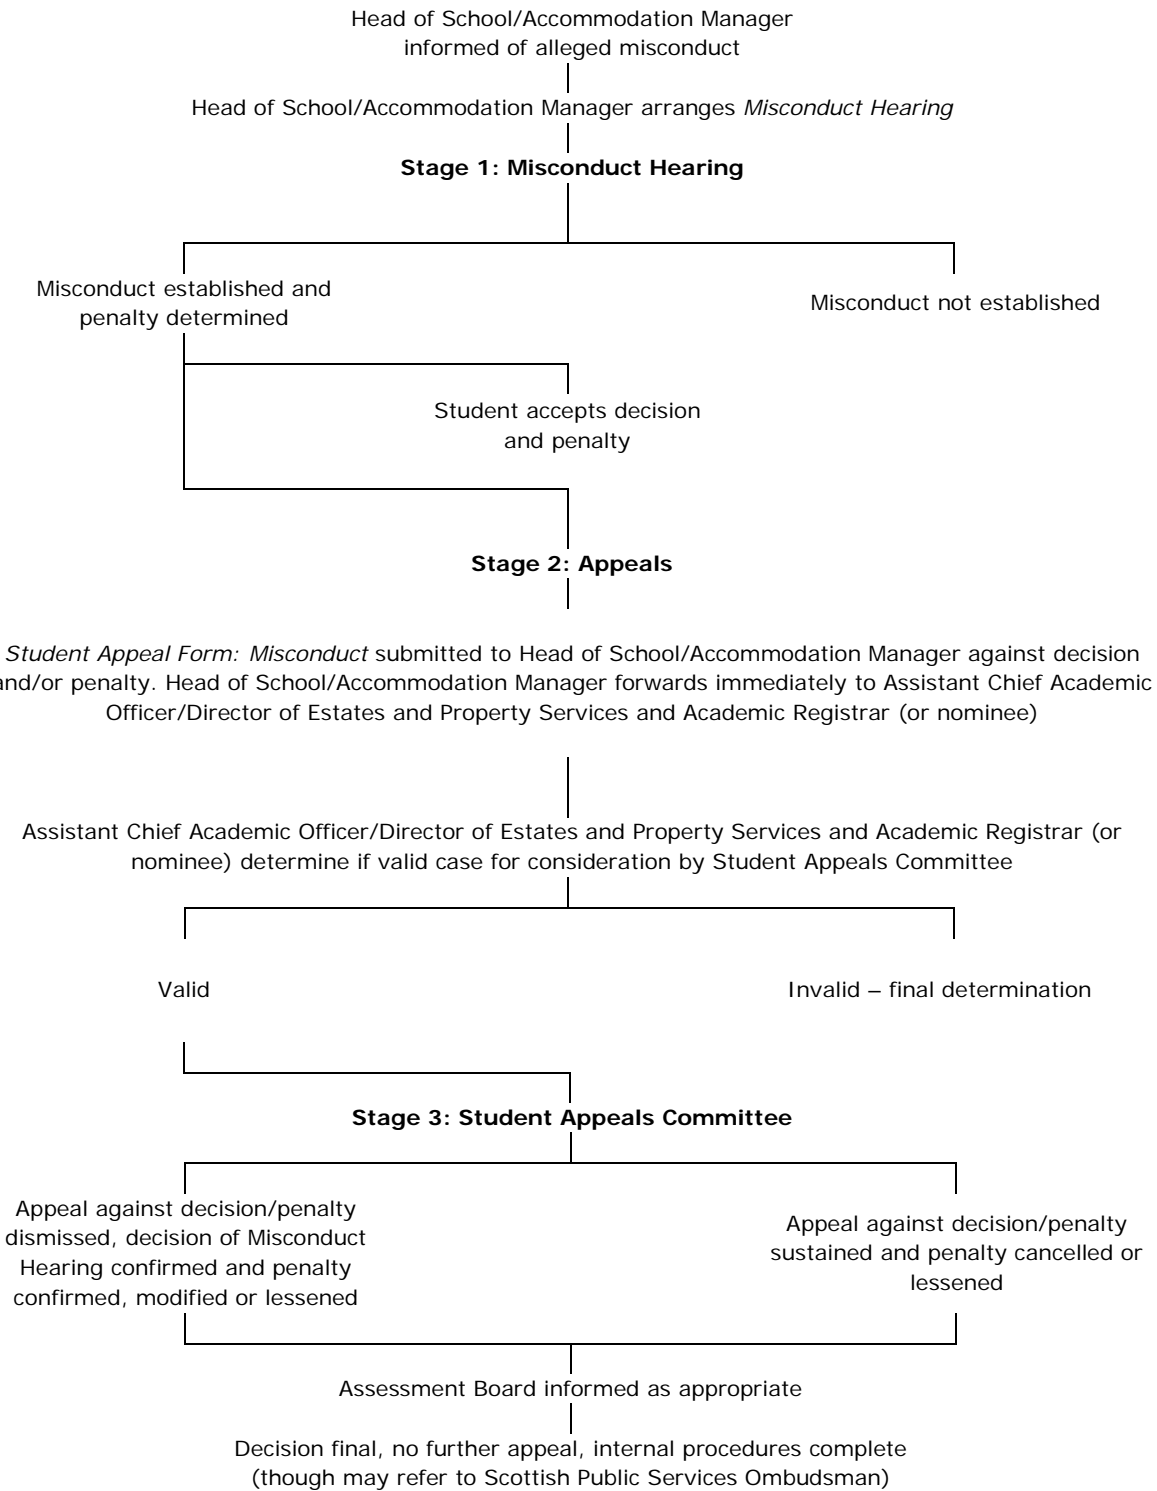 Head of School/Accommodation Manager
informed of alleged misconduct
Head of School/Accommodation Manager arranges Misconduct Hearing
Stage 1: Misconduct Hearing
Misconduct established and
penalty determined
Misconduct not established
Student accepts decision
and penalty
Stage 2: Appeals
Student Appeal Form: Misconduct submitted to Head of School/Accommodation Manager against decision
and/or penalty. Head of School/Accommodation Manager forwards immediately to Assistant Chief Academic
Officer/Director of Estates and Property Services and Academic Registrar (or nominee)
Assistant Chief Academic Officer/Director of Estates and Property Services and Academic Registrar (or
nominee) determine if valid case for consideration by Student Appeals Committee
Valid
Invalid – final determination
Stage 3: Student Appeals Committee
Appeal against decision/penalty
dismissed, decision of Misconduct
Hearing confirmed and penalty
confirmed, modified or lessened
Appeal against decision/penalty
sustained and penalty cancelled or
lessened
Assessment Board informed as appropriate
Decision final, no further appeal, internal procedures complete
(though may refer to Scottish Public Services Ombudsman)